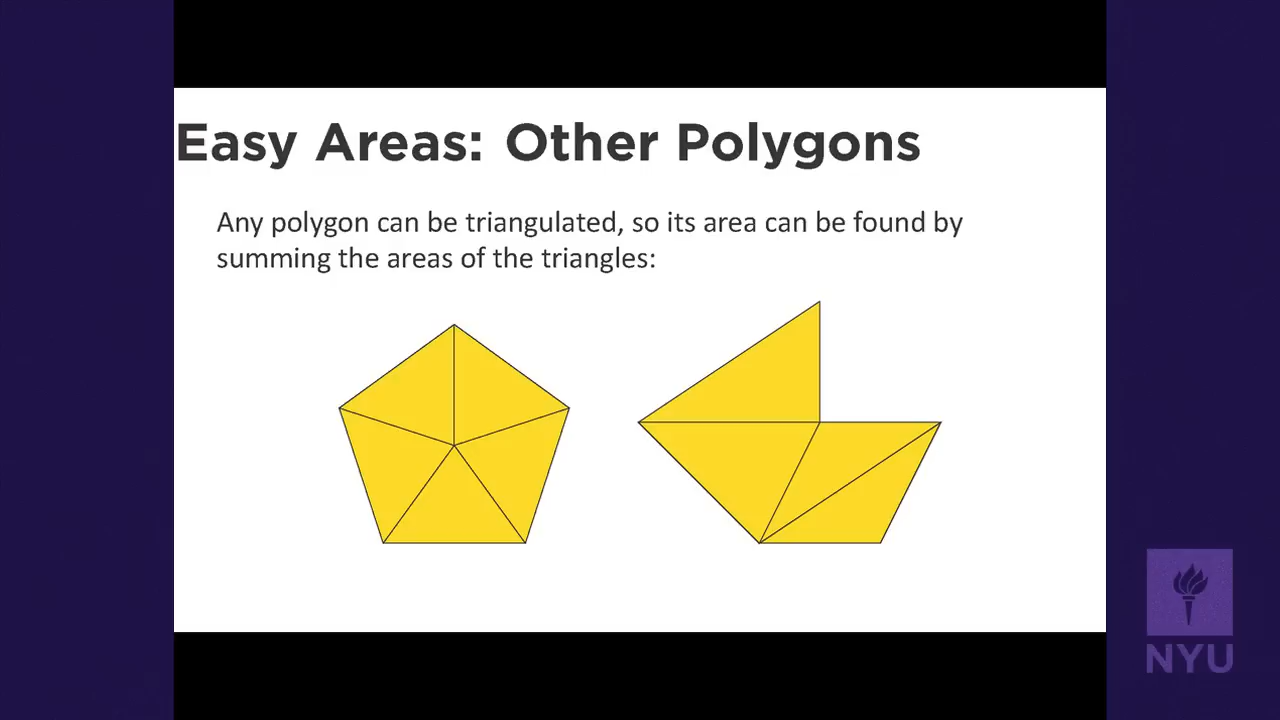 Easy Areas: Other Polygons
Any polygon can be triangulated, so its area can be found by
summing the areas of the triangles:
NYU